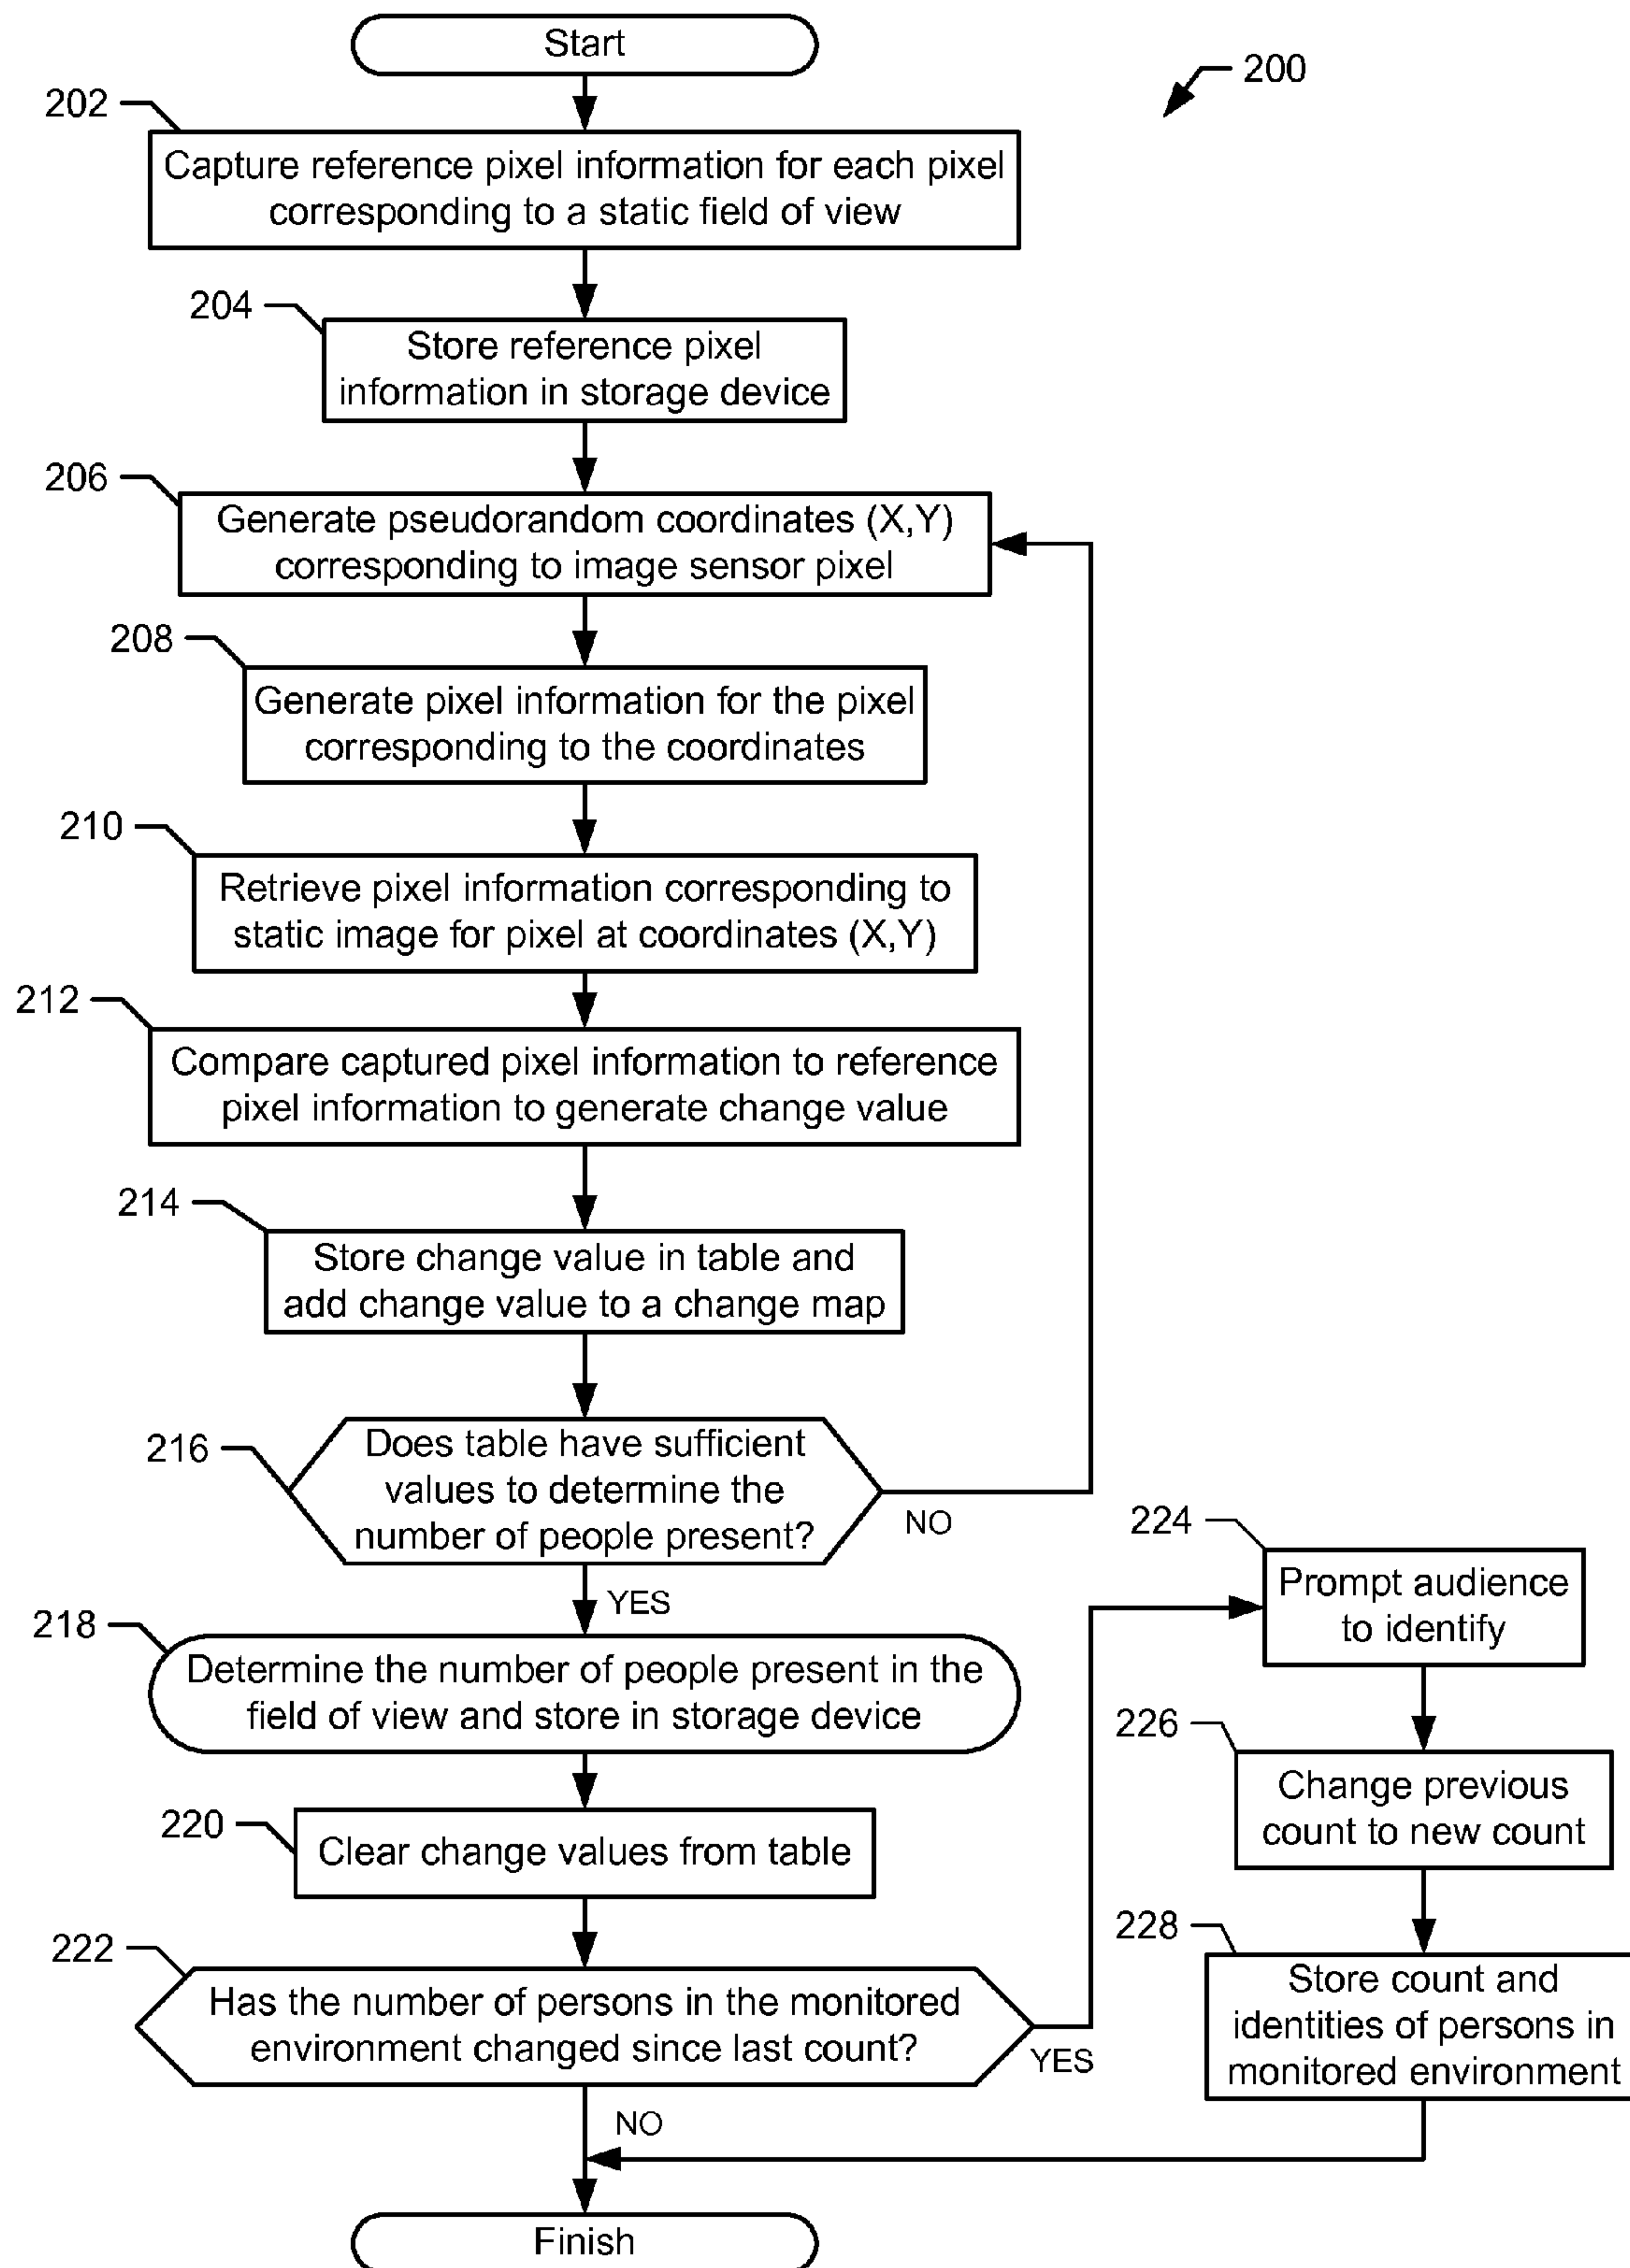 Start
200
202
Capture reference pixel information for each pixel
corresponding to a static field of view
204
Store reference pixel
information in storage device
206
Generate pseudorandom coordinates (X,Y)
corresponding to image sensor pixel
208
Generate pixel information for the pixel
corresponding to the coordinates
210
Retrieve pixel information corresponding to
static image for pixel at coordinates (X,Y)
212
Compare captured pixel information to reference
pixel information to generate change value
214
Store change value in table and
add change value to a change map
216
Does table have sufficient
values to determine the
number of people present?
NO
YES
218
Determine the number of people present in the
field of view and store in storage device
220
Clear change values from table
222
Has the number of persons in the monitored
environment changed since last count?
YES
NO
224
Prompt audience
to identify
226
Change previous
count to new count
228
Store count and
identities of persons in
monitored environment
Finish